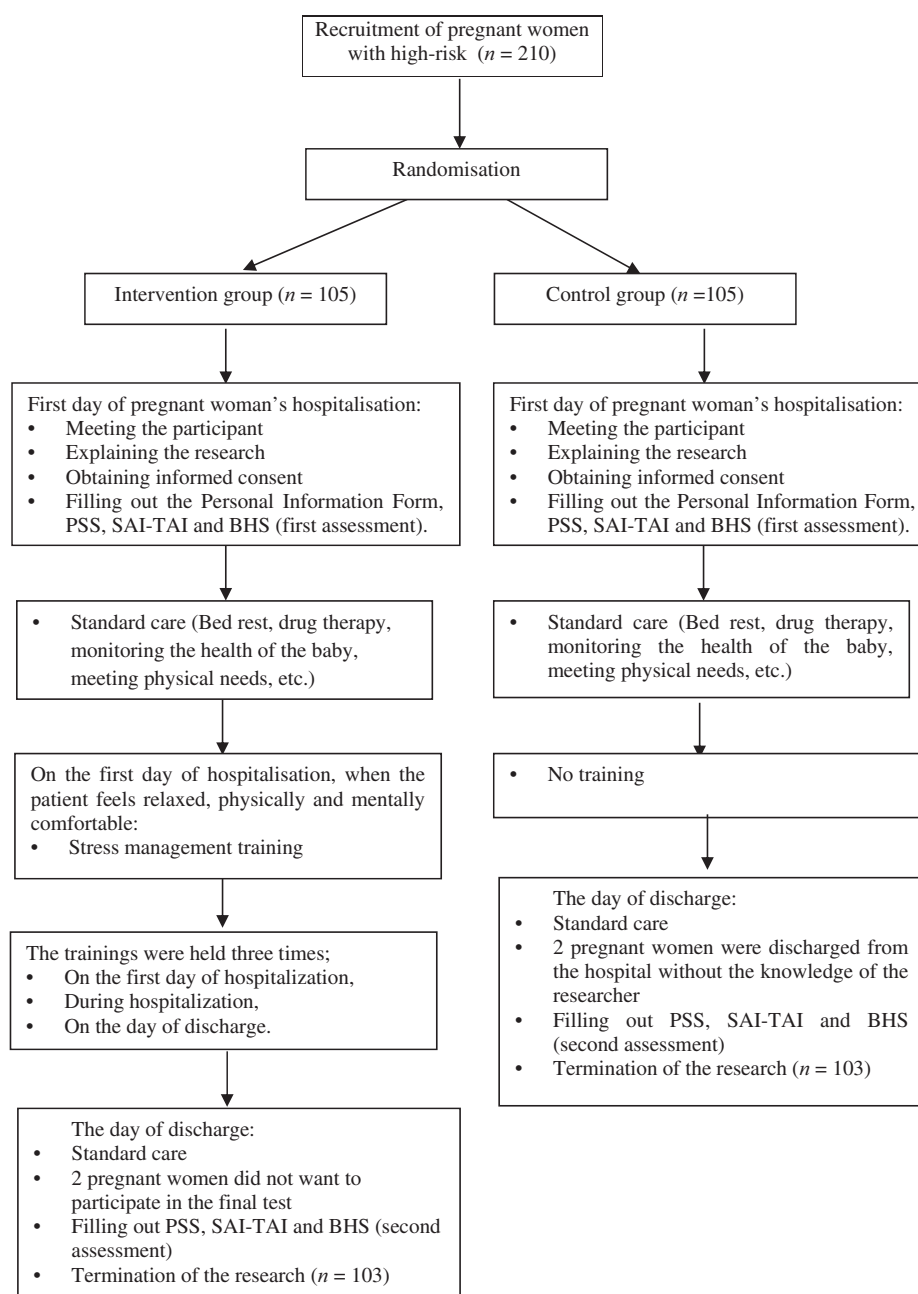 Recruitment of pregnant women
with high-risk (n = 210)
Randomisation
Intervention group (n = 105)
Control group (n =105)
First day of pregnant woman's hospitalisation:
• Meeting the participant
• Explaining the research
• Obtaining informed consent
• Filling out the Personal Information Form,
PSS, SAI-TAI and BHS (first assessment).
First day of pregnant woman's hospitalisation:
• Meeting the participant
• Explaining the research
• Obtaining informed consent
• Filling out the Personal Information Form,
PSS, SAI-TAI and BHS (first assessment).
• Standard care (Bed rest, drug therapy,
monitoring the health of the baby,
meeting physical needs, etc.)
• Standard care (Bed rest, drug therapy,
monitoring the health of the baby,
meeting physical needs, etc.)
On the first day of hospitalisation, when the
patient feels relaxed, physically and mentally
comfortable:
• Stress management training
• No training
The trainings were held three times;
• On the first day of hospitalization,
• During hospitalization,
• On the day of discharge.
The day of discharge:
• Standard care
• 2 pregnant women were discharged from
the hospital without the knowledge of the
researcher
• Filling out PSS, SAI-TAI and BHS
(second assessment)
• Termination of the research (n = 103)
The day of discharge:
• Standard care
• 2 pregnant women did not want to
participate in the final test
• Filling out PSS, SAI-TAI and BHS (second
assessment)
• Termination of the research (n = 103)